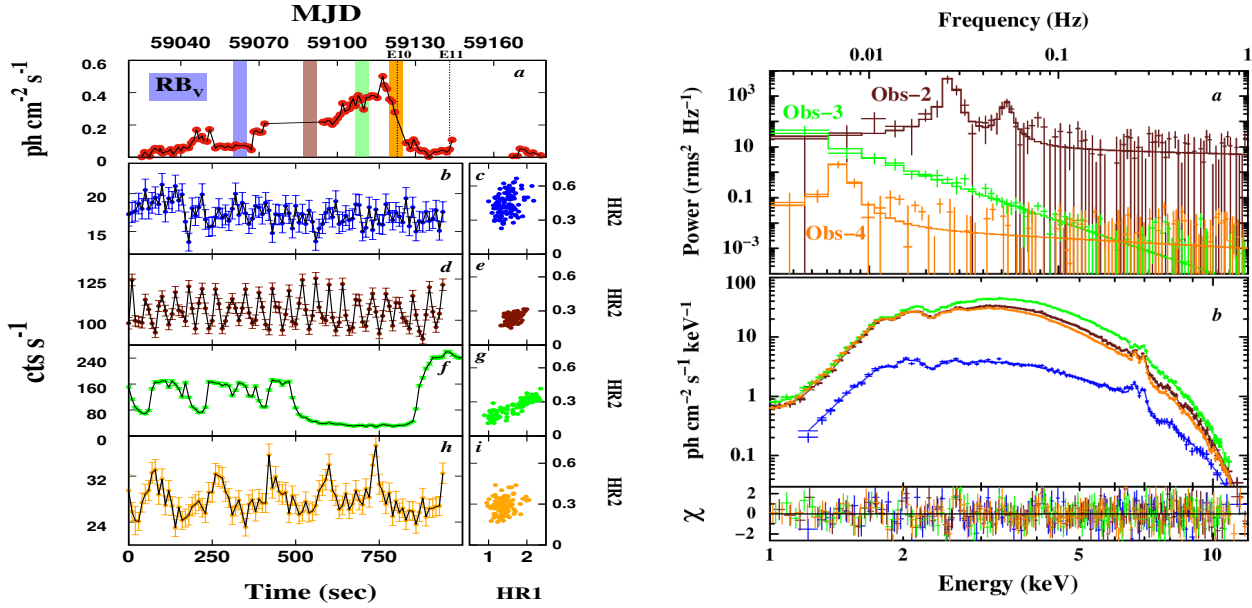 MJD
59040 59070 59100 59130 59160
E10 E11
0.6 a
RBᵥ
0.4
0.2
0
ph cm⁻² s⁻¹
b c 0.6
20
0.3
15
0
HR2
d e 0.6
125
0.3
100
0
HR2
f g 0.6
240
160
0.3
80
0 0
HR2
h i 0.6
32
0.3
24
0
HR2
cts s⁻¹
0 250 500 750 1 2
Time (sec) HR1
Frequency (Hz)
0.01 0.1 1
10³ Obs-2 a
Obs-3
10
0.1
Obs-4
10⁻³
Power (rms² Hz⁻¹)
100 b
10
1
0.1
ph cm⁻² s⁻¹ keV⁻¹
2
0
−2
χ
1 2 5 10
Energy (keV)